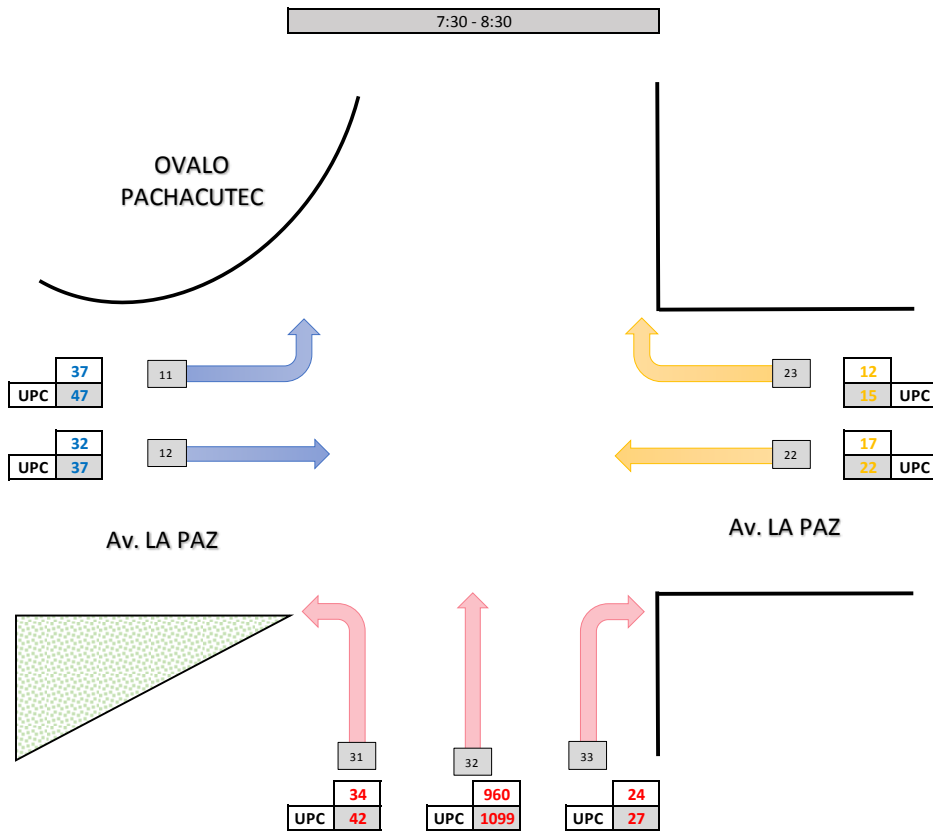 7:30 - 8:30
OVALO
PACHACUTEC
37
UPC 47
11
23
12
15 UPC
32
UPC 37
12
22
17
22 UPC
Av. LA PAZ
Av. LA PAZ
31
32
33
34
UPC 42
960
UPC 1099
24
UPC 27